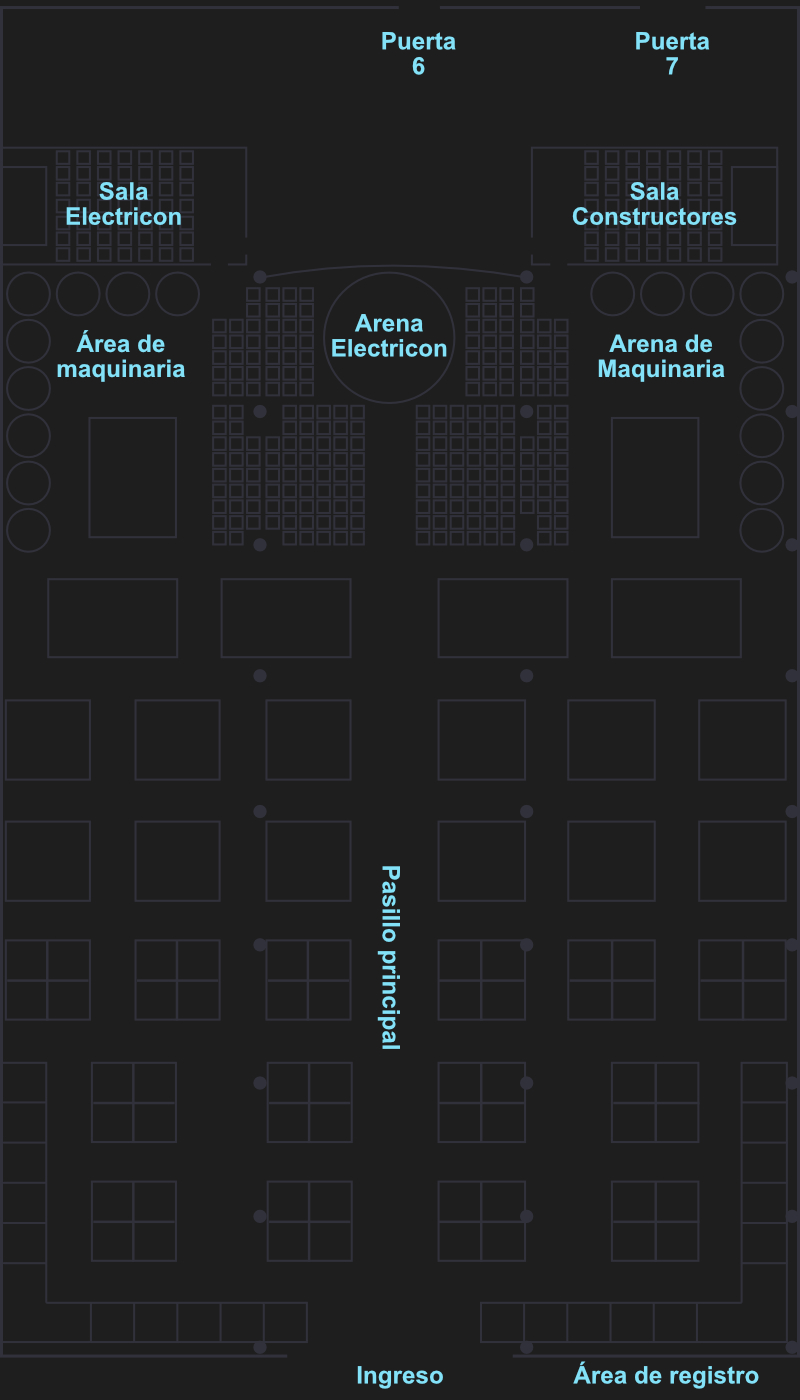 Puerta
6
Puerta
7
Sala
Electricon
Sala
Constructores
Arena
Electricon
Área de
maquinaria
Arena de
Maquinaria
Pasillo principal
Ingreso
Área de registro